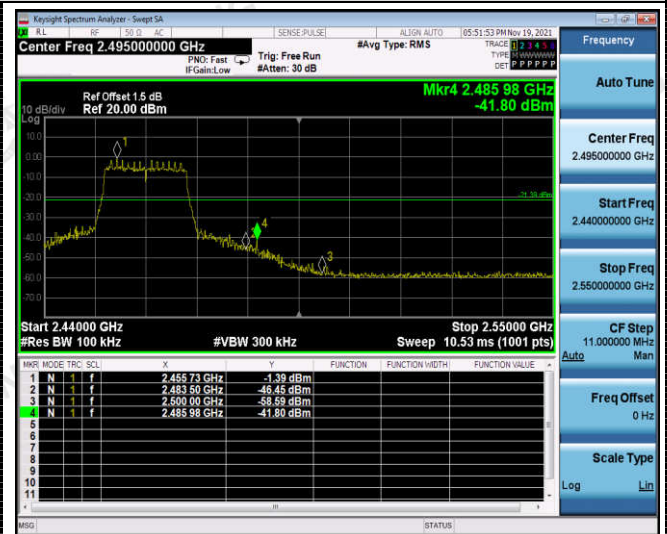 Keysight Spectrum Analyzer - Swept SA
RL RF 50 Ω AC SENSE:PULSE ALIGN AUTO 05:51:53 PM Nov 19, 2021
Center Freq 2.495000000 GHz #Avg Type: RMS TRACE 1 2 3 4 5 6
PNO: Fast Trig: Free Run TYPE M
IFGain:Low #Atten: 30 dB DET P P P P P P
Ref Offset 1.5 dB Mkr4 2.485 98 GHz
10 dB/div Ref 20.00 dBm -41.80 dBm
Log
10.0
0.00
-10.0
-20.0
-30.0
-40.0
-50.0
-60.0
-70.0
1
2
4
3
-21.39 dBm
Start 2.44000 GHz Stop 2.55000 GHz
#Res BW 100 kHz #VBW 300 kHz Sweep 10.53 ms (1001 pts)
MKR MODE TRC SCL X Y FUNCTION FUNCTION WIDTH FUNCTION VALUE
1 N 1 f 2.455 73 GHz -1.39 dBm
2 N 1 f 2.483 50 GHz -46.45 dBm
3 N 1 f 2.500 00 GHz -58.59 dBm
4 N 1 f 2.485 98 GHz -41.80 dBm
5
6
7
8
9
10
11
MSG STATUS
Frequency
Auto Tune
Center Freq
2.495000000 GHz
Start Freq
2.440000000 GHz
Stop Freq
2.550000000 GHz
CF Step
11.000000 MHz
Auto Man
Freq Offset
0 Hz
Scale Type
Log Lin